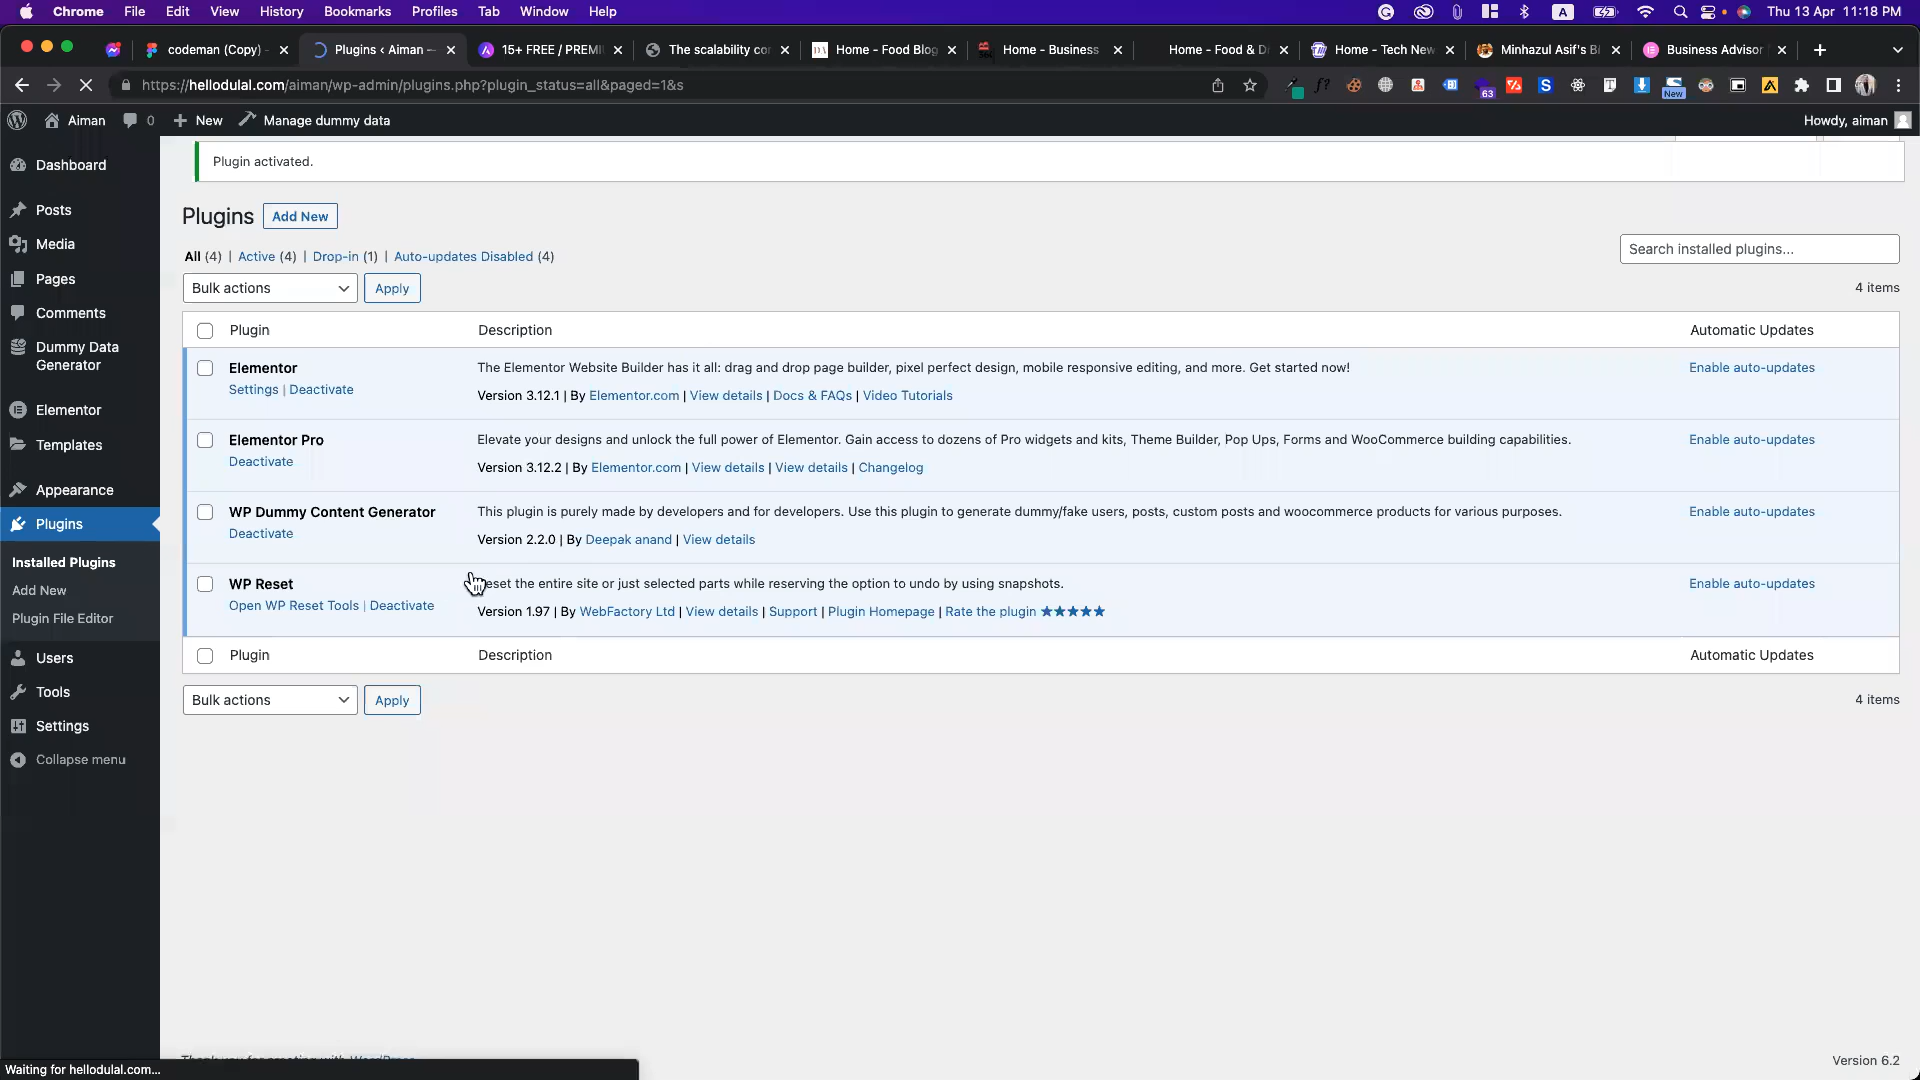 Chrome File Edit View History Bookmarks Profiles Tab Window Help A Thu 13 Apr 11:18 PM
codeman (Copy) - Plugins ‹ Aiman — 15+ FREE / PREMI The scalability co Home - Food Blog Home - Business Home - Food & D Home - Tech New Minhazul Asif's Bl Business Advisor
https://hellodulal.com/aiman/wp-admin/plugins.php?plugin_status=all&paged=1&s 63 New
Aiman 0 New Manage dummy data Howdy, aiman
Dashboard
Posts
Media
Pages
Comments
Dummy Data
Generator
Elementor
Templates
Appearance
Plugins
Installed Plugins
Add New
Plugin File Editor
Users
Tools
Settings
Collapse menu
Plugin activated.
Plugins Add New
All (4) | Active (4) | Drop-in (1) | Auto-updates Disabled (4)
Search installed plugins...
Bulk actions Apply 4 items
Plugin Description Automatic Updates
Elementor The Elementor Website Builder has it all: drag and drop page builder, pixel perfect design, mobile responsive editing, and more. Get started now! Enable auto-updates
Settings | Deactivate Version 3.12.1 | By Elementor.com | View details | Docs & FAQs | Video Tutorials
Elementor Pro Elevate your designs and unlock the full power of Elementor. Gain access to dozens of Pro widgets and kits, Theme Builder, Pop Ups, Forms and WooCommerce building capabilities. Enable auto-updates
Deactivate Version 3.12.2 | By Elementor.com | View details | View details | Changelog
WP Dummy Content Generator This plugin is purely made by developers and for developers. Use this plugin to generate dummy/fake users, posts, custom posts and woocommerce products for various purposes. Enable auto-updates
Deactivate Version 2.2.0 | By Deepak anand | View details
WP Reset eset the entire site or just selected parts while reserving the option to undo by using snapshots. Enable auto-updates
Open WP Reset Tools | Deactivate Version 1.97 | By WebFactory Ltd | View details | Support | Plugin Homepage | Rate the plugin ★★★★★
Plugin Description Automatic Updates
Bulk actions Apply 4 items
Thank you for creating with WordPress. Version 6.2
Waiting for hellodulal.com...